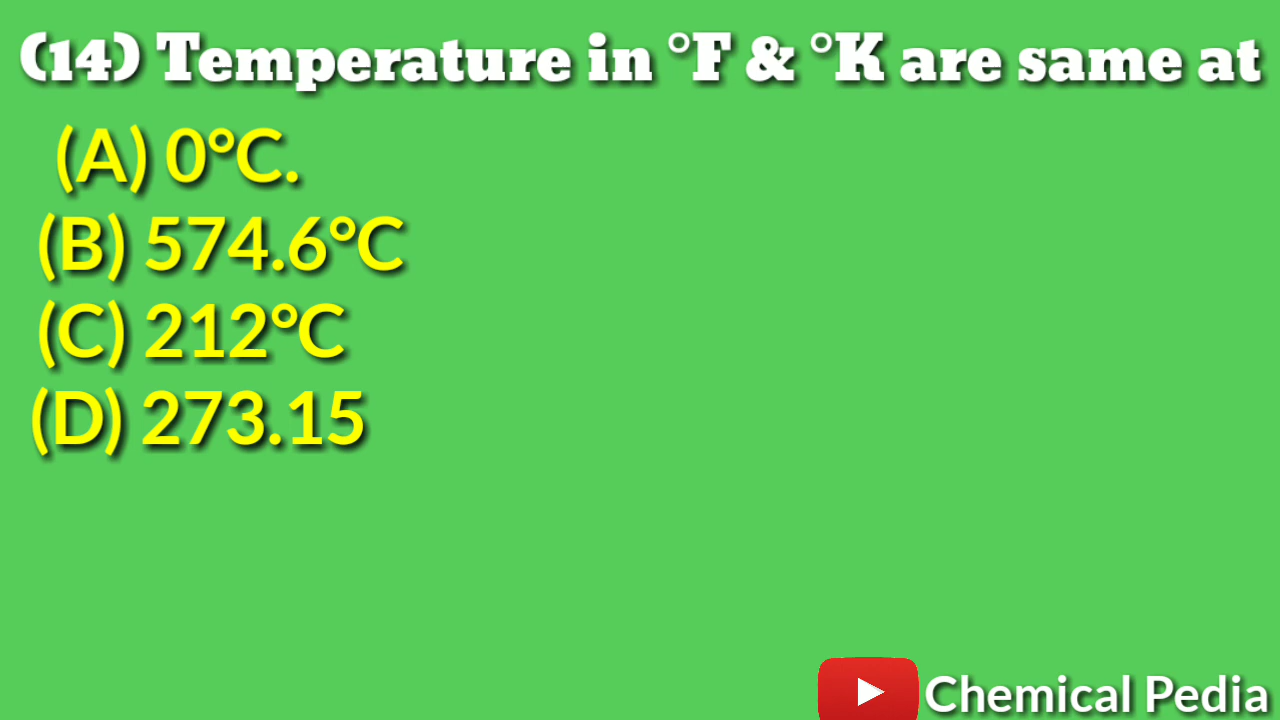 (14) Temperature in °F & °K are same at
(A) 0°C.
(B) 574.6°C
(C) 212°C
(D) 273.15
Chemical Pedia